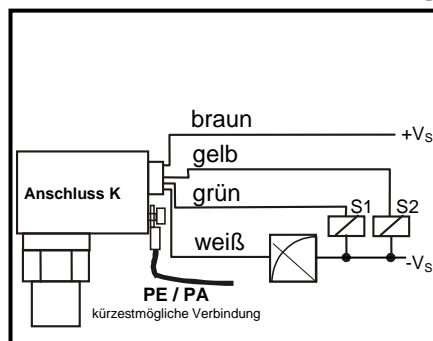 braun
+VS
gelb
Anschluss K
grün
S1
S2
weiß
-VS
PE / PA
kürzestmögliche Verbindung